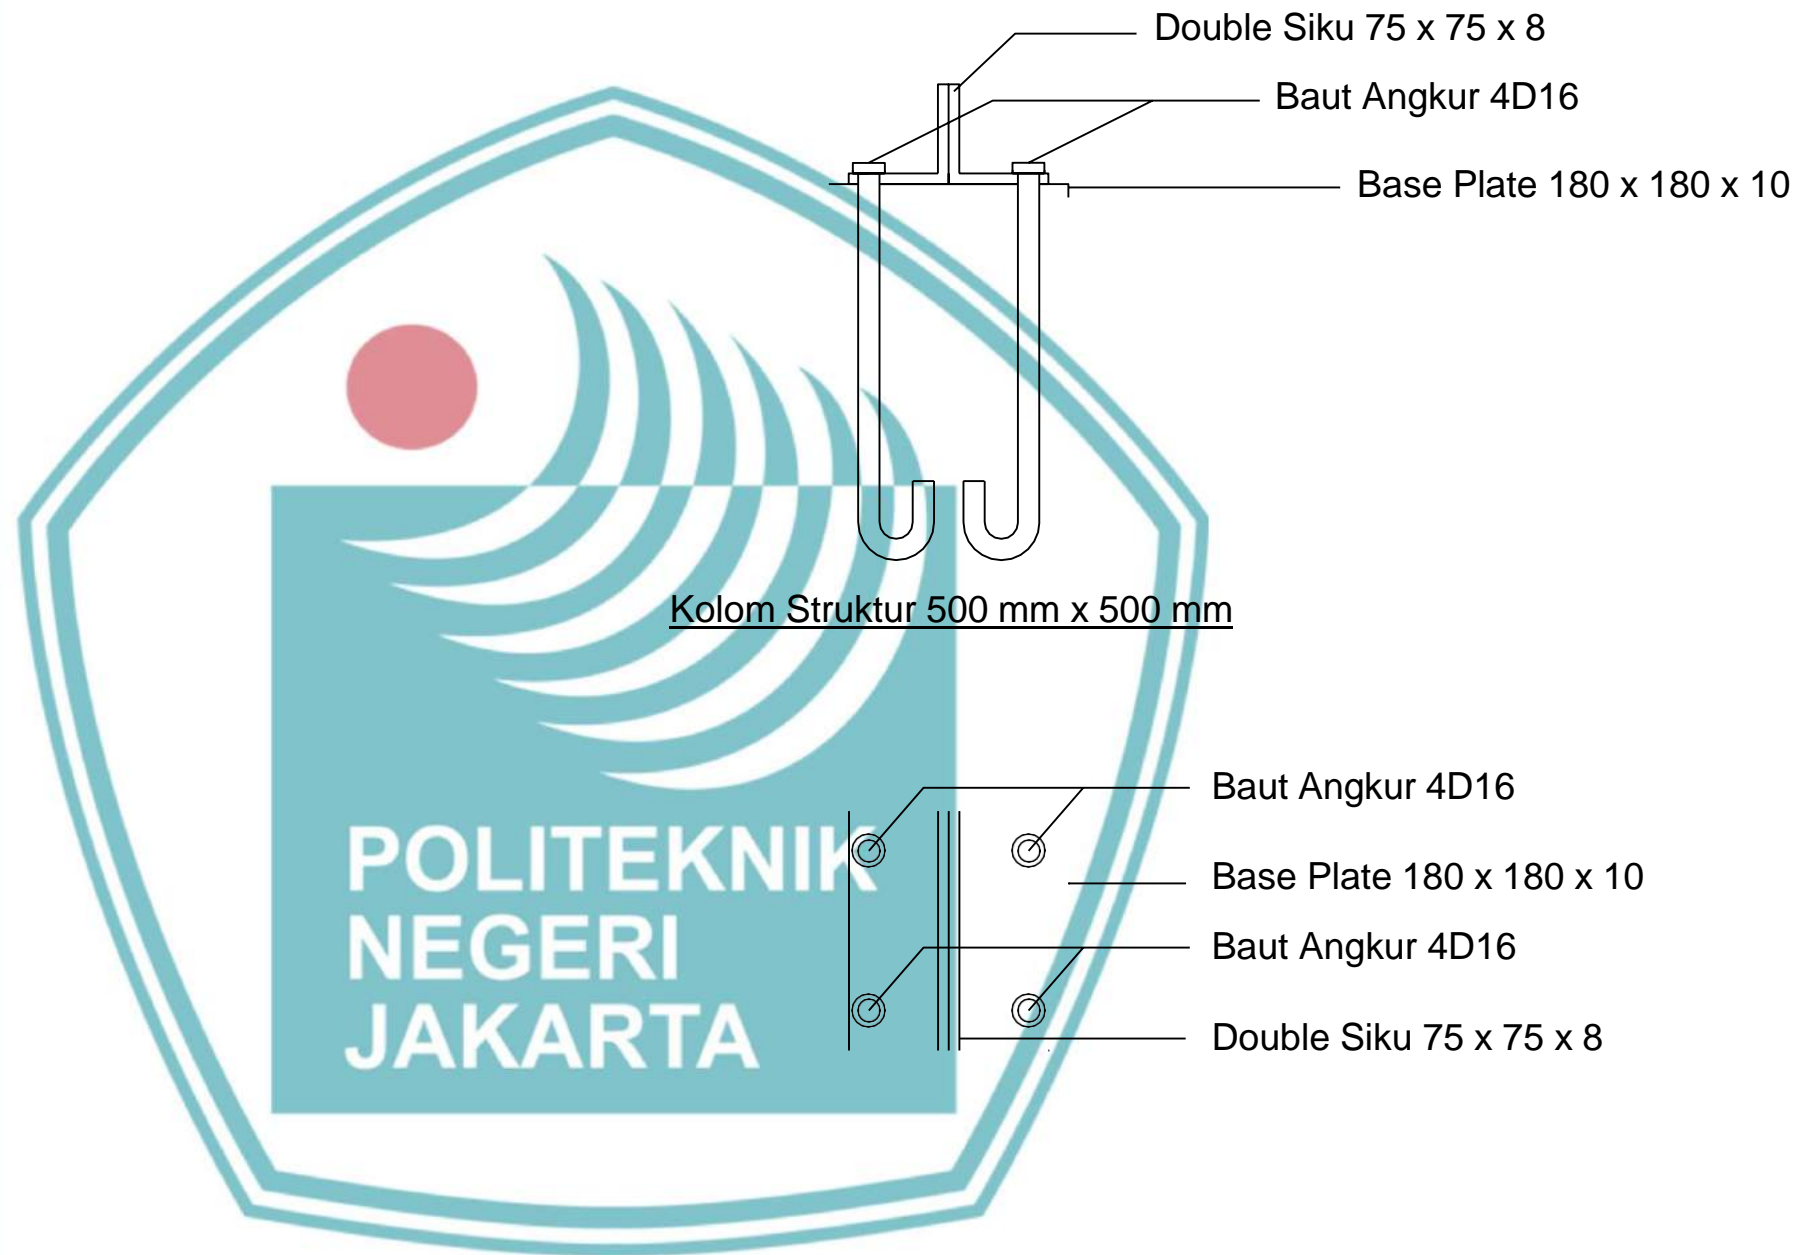 Double Siku 75 x 75 x 8
Baut Angkur 4D16
Base Plate 180 x 180 x 10
Kolom Struktur 500 mm x 500 mm
Baut Angkur 4D16
Base Plate 180 x 180 x 10
Baut Angkur 4D16
Double Siku 75 x 75 x 8
POLITEKNIK
NEGERI
JAKARTA